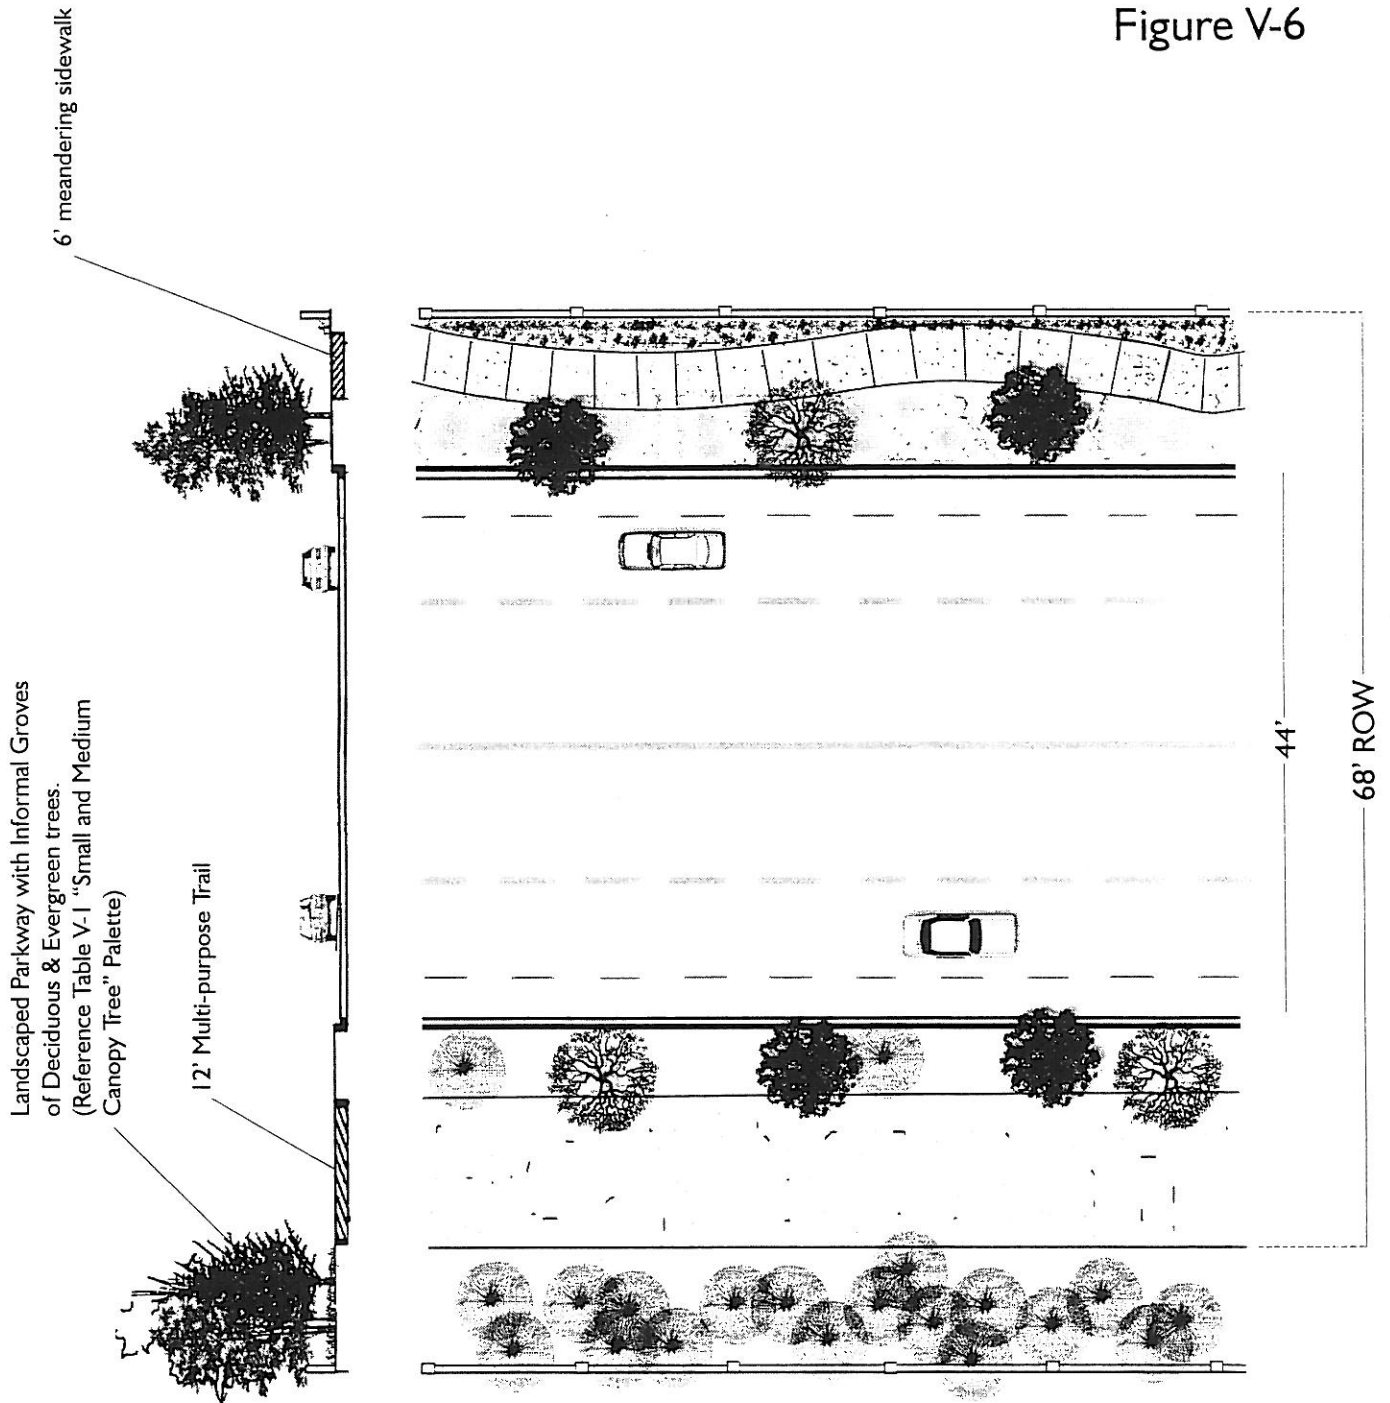 Figure V-6
6' meandering sidewalk
Landscaped Parkway with Informal Groves
of Deciduous & Evergreen trees.
(Reference Table V-1 "Small and Medium
Canopy Tree" Palette)
12' Multi-purpose Trail
44'
68' ROW